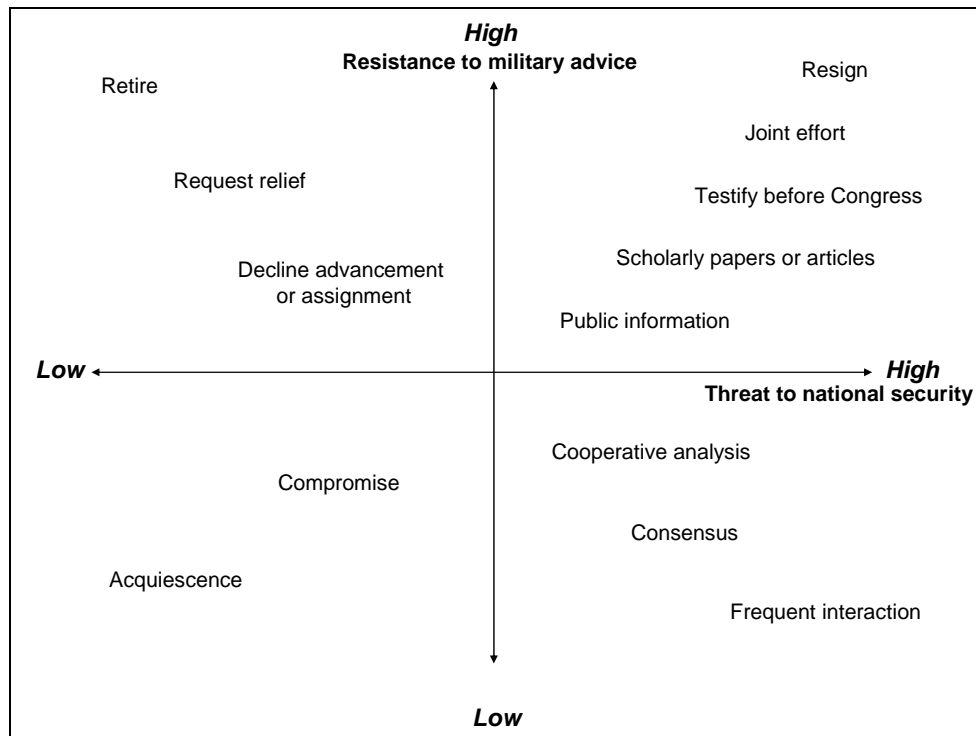 High
Resistance to military advice
Retire
Resign
Joint effort
Request relief
Testify before Congress
Decline advancement
or assignment
Scholarly papers or articles
Public information
Low
High
Threat to national security
Cooperative analysis
Compromise
Consensus
Acquiescence
Frequent interaction
Low